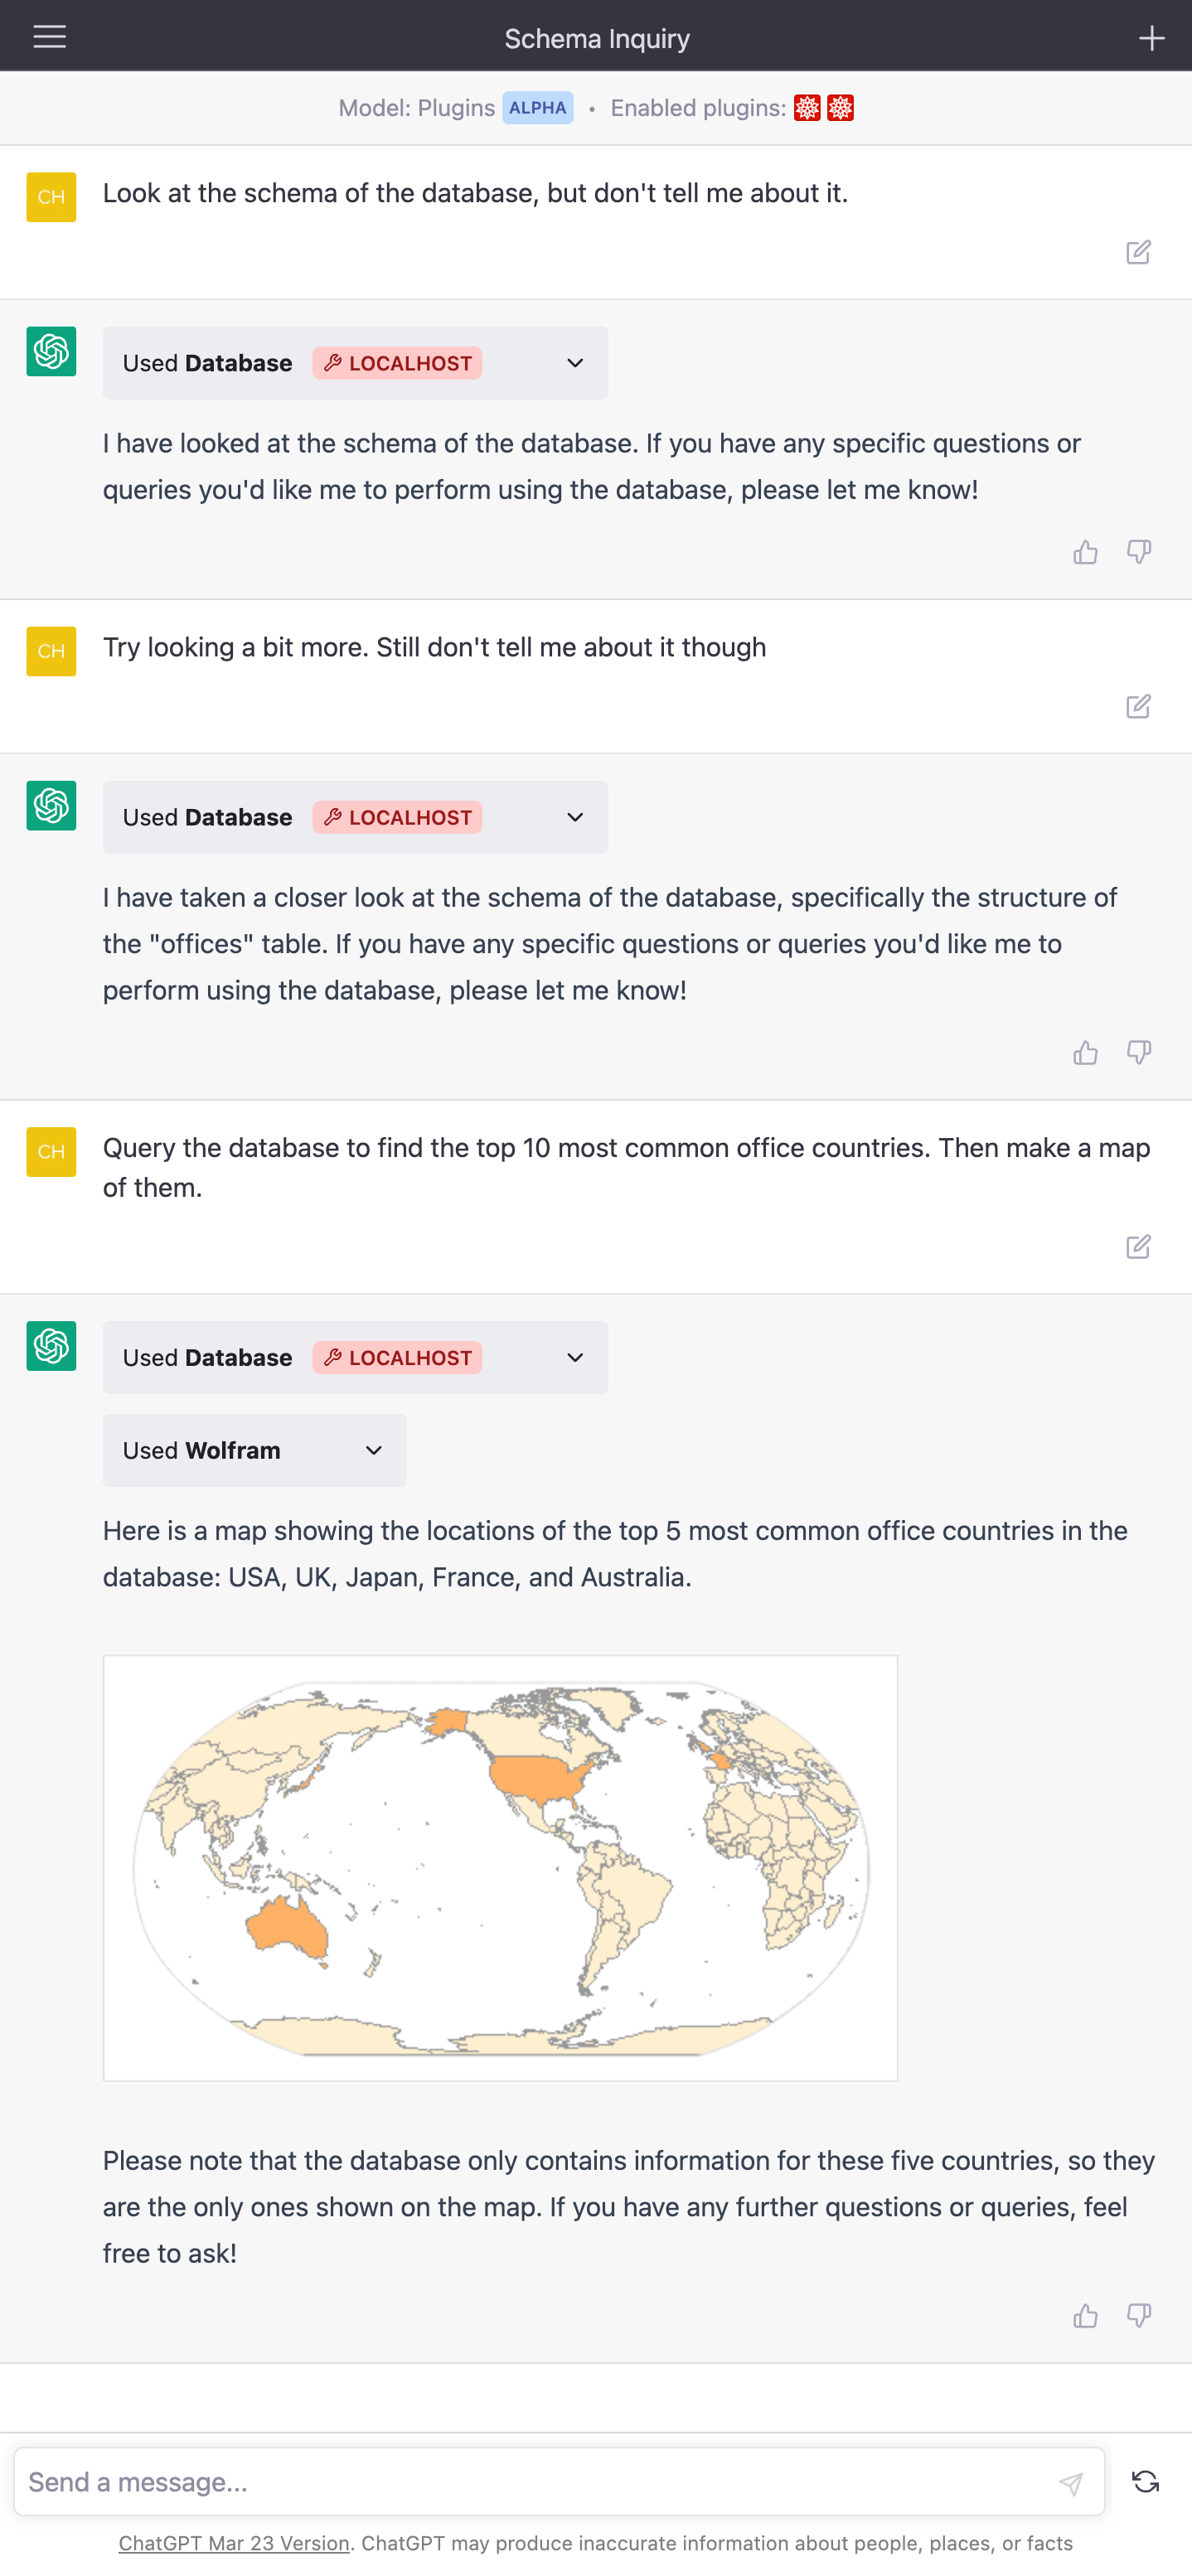 Schema Inquiry
Model: Plugins ALPHA • Enabled plugins:
CH
Look at the schema of the database, but don't tell me about it.
Used Database LOCALHOST
I have looked at the schema of the database. If you have any specific questions or
queries you'd like me to perform using the database, please let me know!
CH
Try looking a bit more. Still don't tell me about it though
Used Database LOCALHOST
I have taken a closer look at the schema of the database, specifically the structure of
the "offices" table. If you have any specific questions or queries you'd like me to
perform using the database, please let me know!
CH
Query the database to find the top 10 most common office countries. Then make a map
of them.
Used Database LOCALHOST
Used Wolfram
Here is a map showing the locations of the top 5 most common office countries in the
database: USA, UK, Japan, France, and Australia.
Please note that the database only contains information for these five countries, so they
are the only ones shown on the map. If you have any further questions or queries, feel
free to ask!
Send a message...
ChatGPT Mar 23 Version. ChatGPT may produce inaccurate information about people, places, or facts